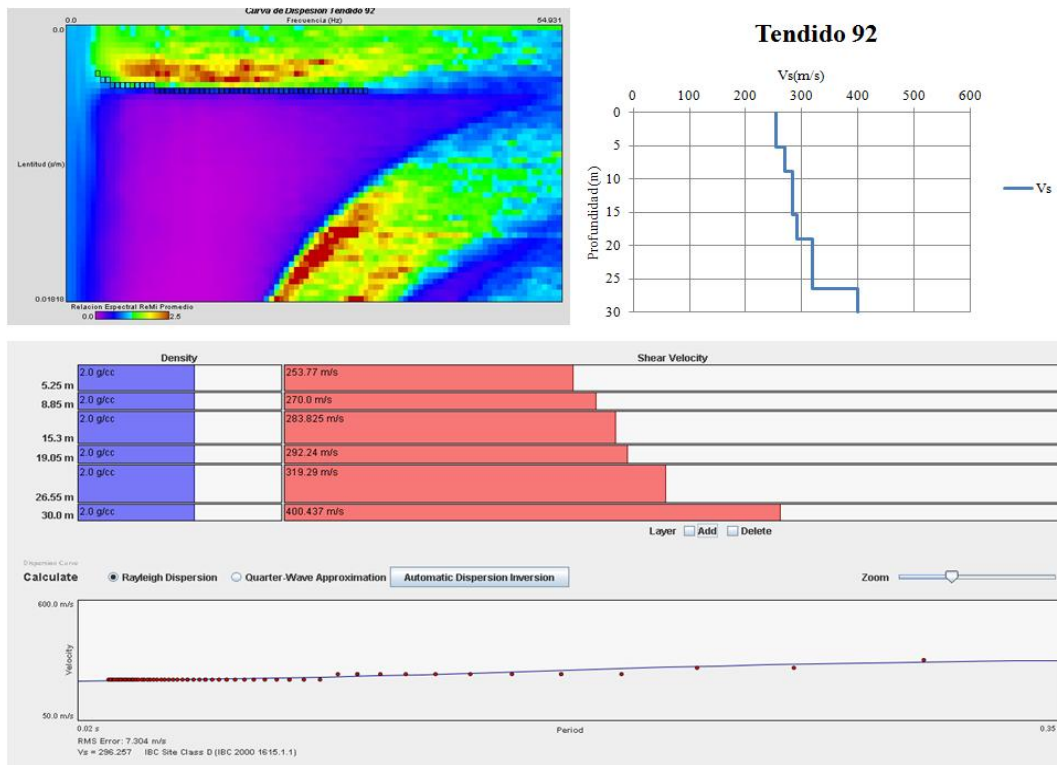 Curva de Dispesión Tendido 92
0.0 Frecuencia (Hz) 54.931
0.0
Lentitud (s/m)
0.01818
Relacion Espectral ReMi Promedio
0.0 2.5
Tendido 92
Vs(m/s)
0 100 200 300 400 500 600
0
5
10
15
20
25
30
Profundidad(m)
Vs
Density Shear Velocity
2.0 g/cc 253.77 m/s
5.25 m
2.0 g/cc 270.0 m/s
8.85 m
2.0 g/cc 283.825 m/s
15.3 m
2.0 g/cc 292.24 m/s
19.05 m
2.0 g/cc 319.29 m/s
26.55 m
2.0 g/cc 400.437 m/s
30.0 m
Layer Add Delete
Dispersion Curve
Calculate Rayleigh Dispersion Quarter-Wave Approximation Automatic Dispersion Inversion Zoom
600.0 m/s
Velocity
50.0 m/s
0.02 s Period 0.35
RMS Error: 7.304 m/s
Vs = 296.257 IBC Site Class D (IBC 2000 1615.1.1)